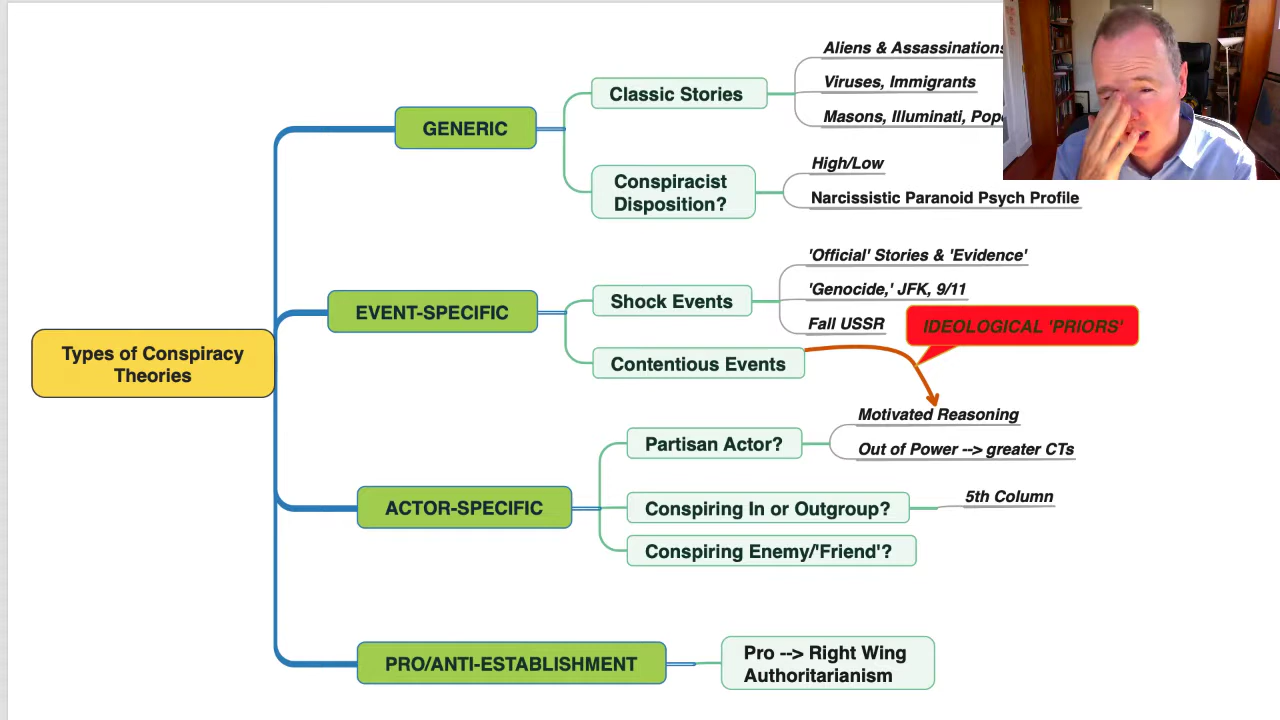 Types of Conspiracy
Theories
GENERIC
Classic Stories
Aliens & Assassinations
Viruses, Immigrants
Masons, Illuminati,
Conspiracist
Disposition?
High/Low
Narcissistic Paranoid Psych Profile
EVENT-SPECIFIC
Shock Events
'Official' Stories & 'Evidence'
'Genocide,' JFK, 9/11
Fall USSR
Contentious Events
IDEOLOGICAL 'PRIORS'
ACTOR-SPECIFIC
Partisan Actor?
Motivated Reasoning
Out of Power --> greater CTs
Conspiring In or Outgroup?
5th Column
Conspiring Enemy/'Friend'?
PRO/ANTI-ESTABLISHMENT
Pro --> Right Wing
Authoritarianism